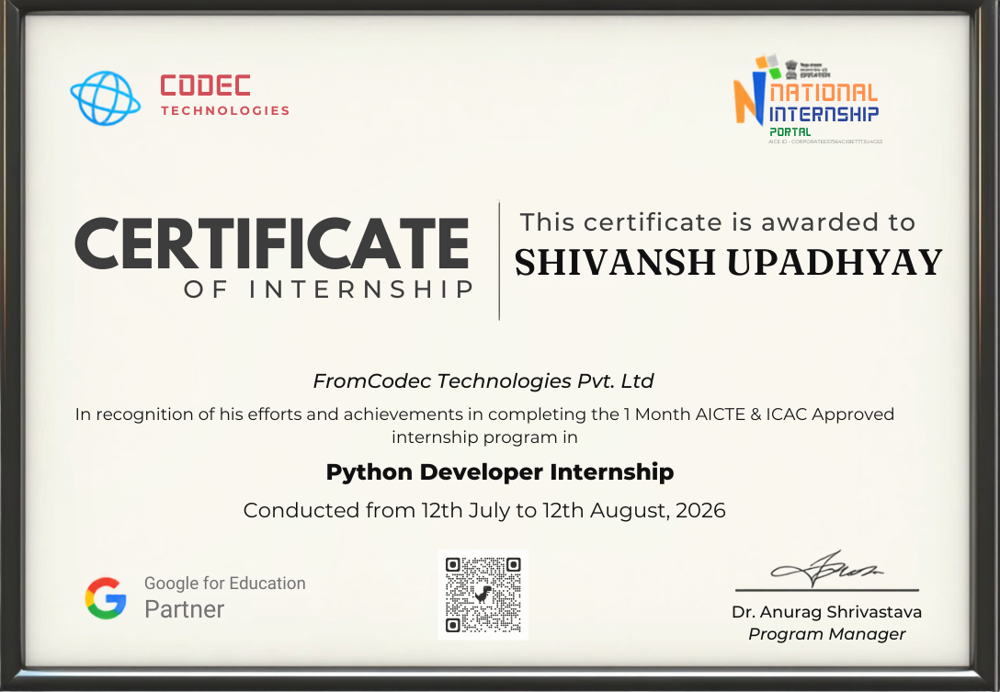 CODEC
TECHNOLOGIES
NATIONAL
INTERNSHIP
PORTAL
CERTIFICATE
OF INTERNSHIP
This certificate is awarded to
SHIVANSH UPADHYAY
FromCodec Technologies Pvt. Ltd
In recognition of his efforts and achievements in completing the 1 Month AICTE & ICAC Approved
internship program in
Python Developer Internship
Conducted from 12th July to 12th August, 2026
Google for Education
Partner
Dr. Anurag Shrivastava
Program Manager